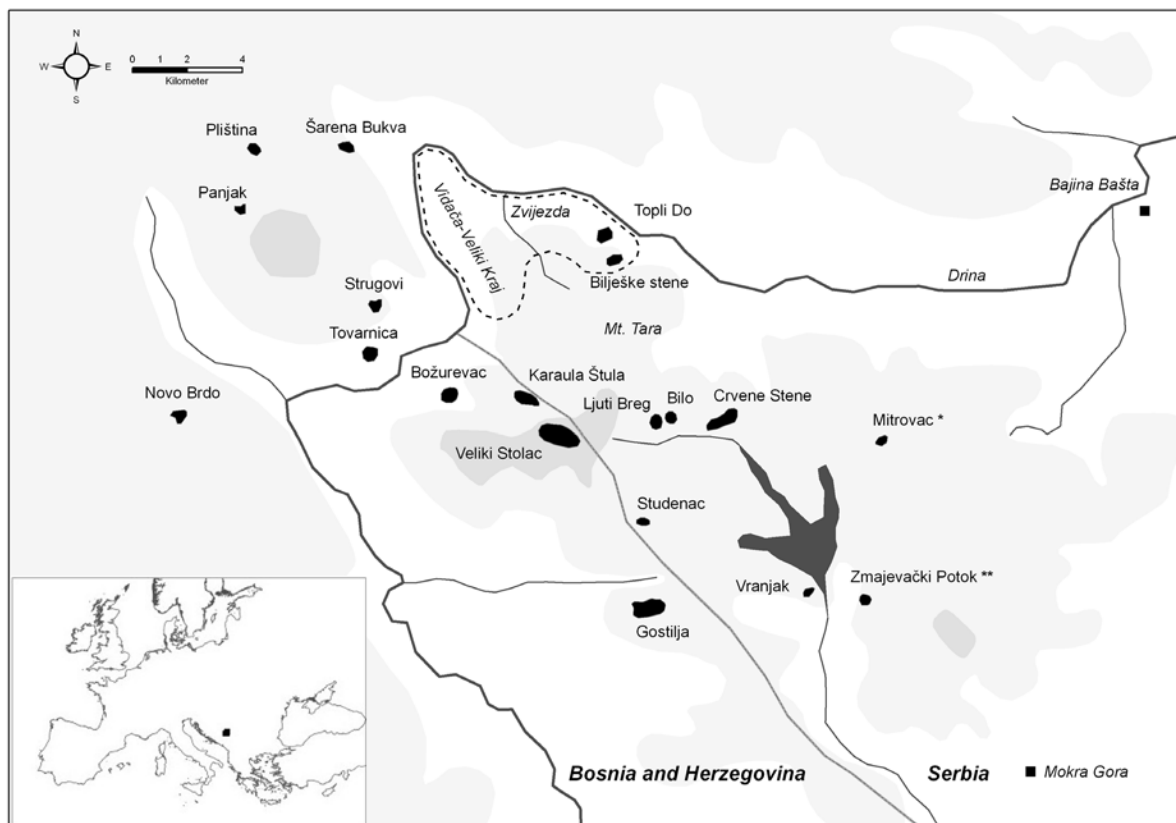 N
W E
S
0 1 2 4
Kilometer
Pliština
Šarena Bukva
Panjak
Vidača-Veliki Kraj
Zvijezda
Topli Do
Bilješke stene
Bajina Bašta
Drina
Mt. Tara
Strugovi
Tovarnica
Novo Brdo
Božurevac
Karaula Štula
Ljuti Breg
Bilo
Crvene Stene
Mitrovac *
Veliki Stolac
Studenac
Vranjak
Zmajevački Potok **
Gostilja
Bosnia and Herzegovina
Serbia
Mokra Gora